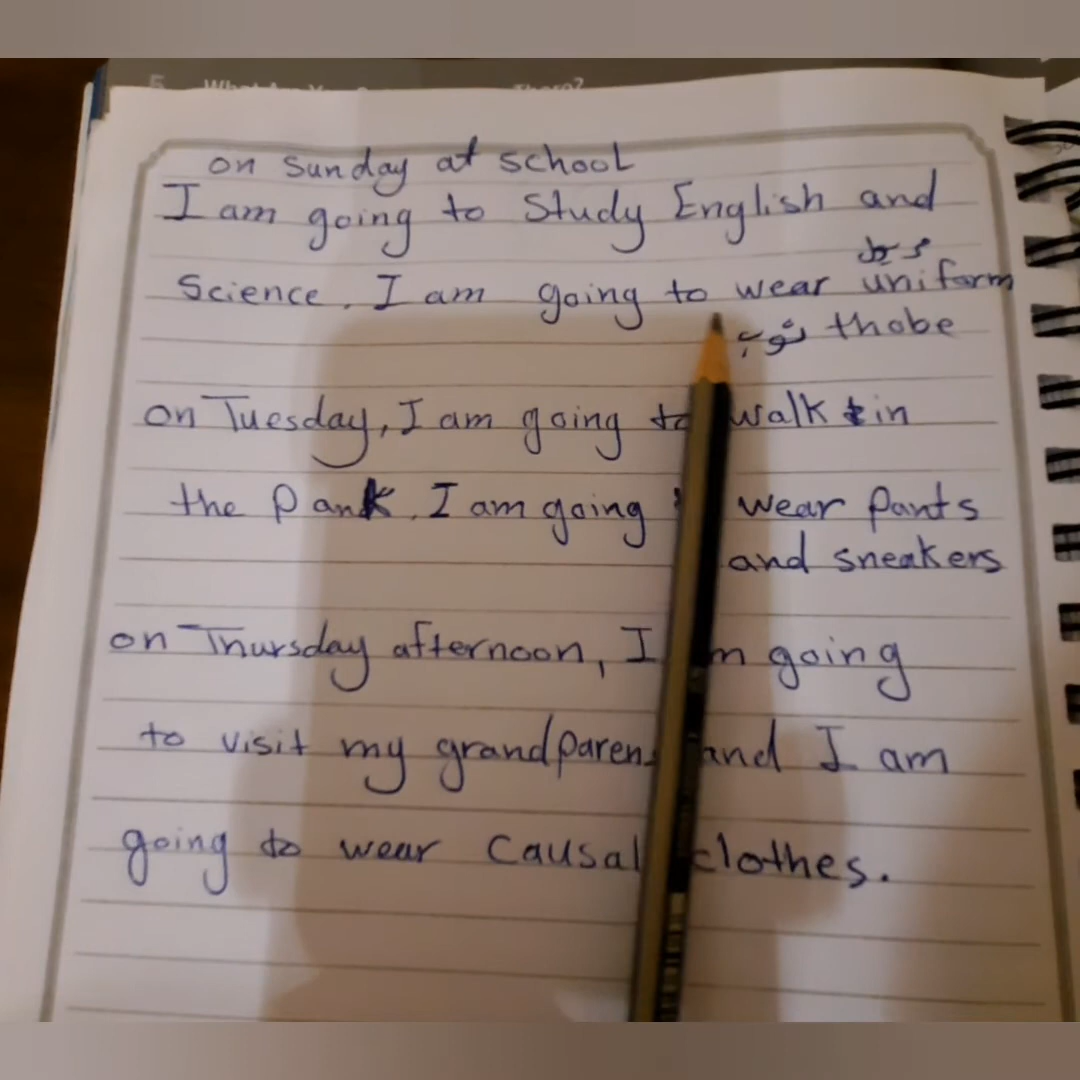 on Sunday at school
I am going to Study English and
Science. I am going to wear uniform
ثوب thobe
on Tuesday, I am going to walk in
the Park. I am going wear pants
and sneakers
on Thursday afternoon, I am going
to visit my grandparens and I am
going to wear Causal clothes.